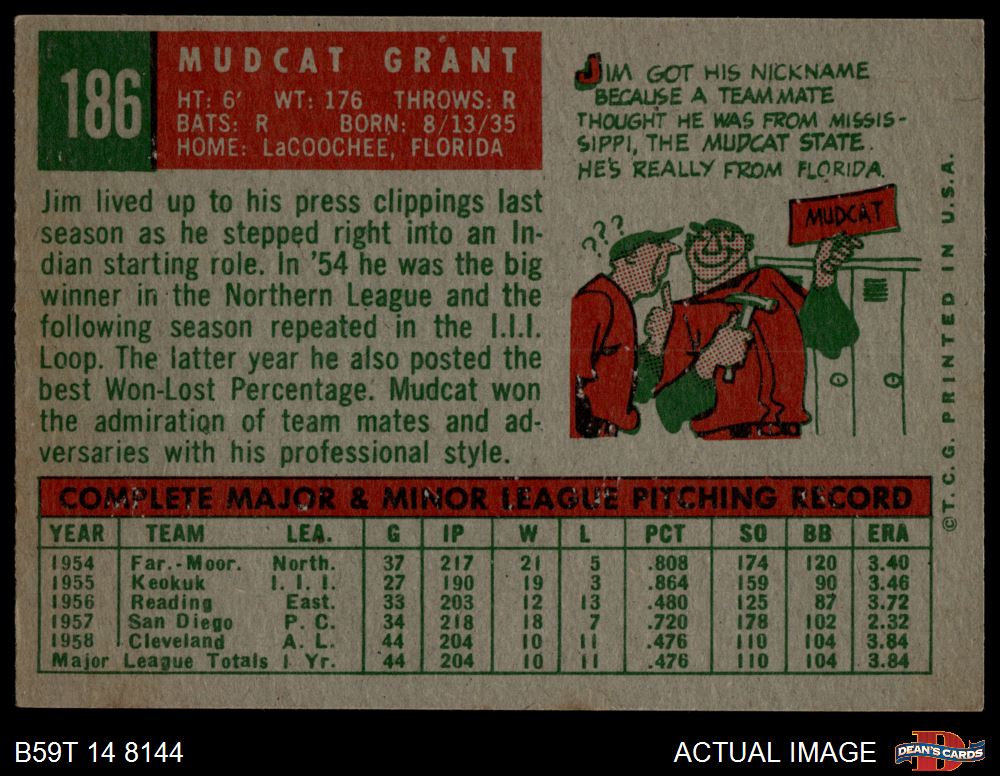 186
MUDCAT GRANT
HT: 6' WT: 176 THROWS: R
BATS: R BORN: 8/13/35
HOME: LaCOOCHEE, FLORIDA
Jim lived up to his press clippings last
season as he stepped right into an In-
dian starting role. In '54 he was the big
winner in the Northern League and the
following season repeated in the I.I.I.
Loop. The latter year he also posted the
best Won-Lost Percentage. Mudcat won
the admiration of team mates and ad-
versaries with his professional style.
JIM GOT HIS NICKNAME
BECAUSE A TEAMMATE
THOUGHT HE WAS FROM MISSIS-
SIPPI, THE MUDCAT STATE.
HE'S REALLY FROM FLORIDA.
???
MUDCAT
COMPLETE MAJOR & MINOR LEAGUE PITCHING RECORD
YEAR TEAM LEA. G IP W L PCT SO BB ERA
1954 Far.-Moor. North. 37 217 21 5 .808 174 120 3.40
1955 Keokuk I. I. I. 27 190 19 3 .864 159 90 3.46
1956 Reading East. 33 203 12 13 .480 125 87 3.72
1957 San Diego P. C. 34 218 18 7 .720 178 102 2.32
1958 Cleveland A. L. 44 204 10 11 .476 110 104 3.84
Major League Totals 1 Yr. 44 204 10 11 .476 110 104 3.84
© T. C. G. PRINTED IN U.S.A.
B59T 14 8144
ACTUAL IMAGE
D
DEAN'S CARDS